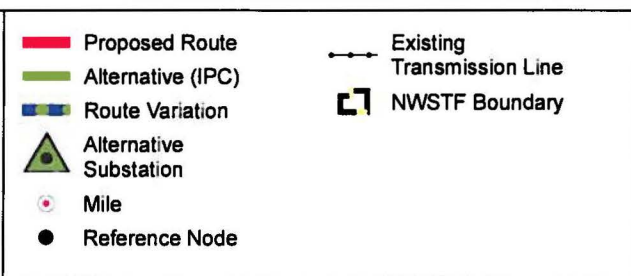 Proposed Route
Alternative (IPC)
Route Variation
Alternative
Substation
Mile
Reference Node
Existing
Transmission Line
NWSTF Boundary